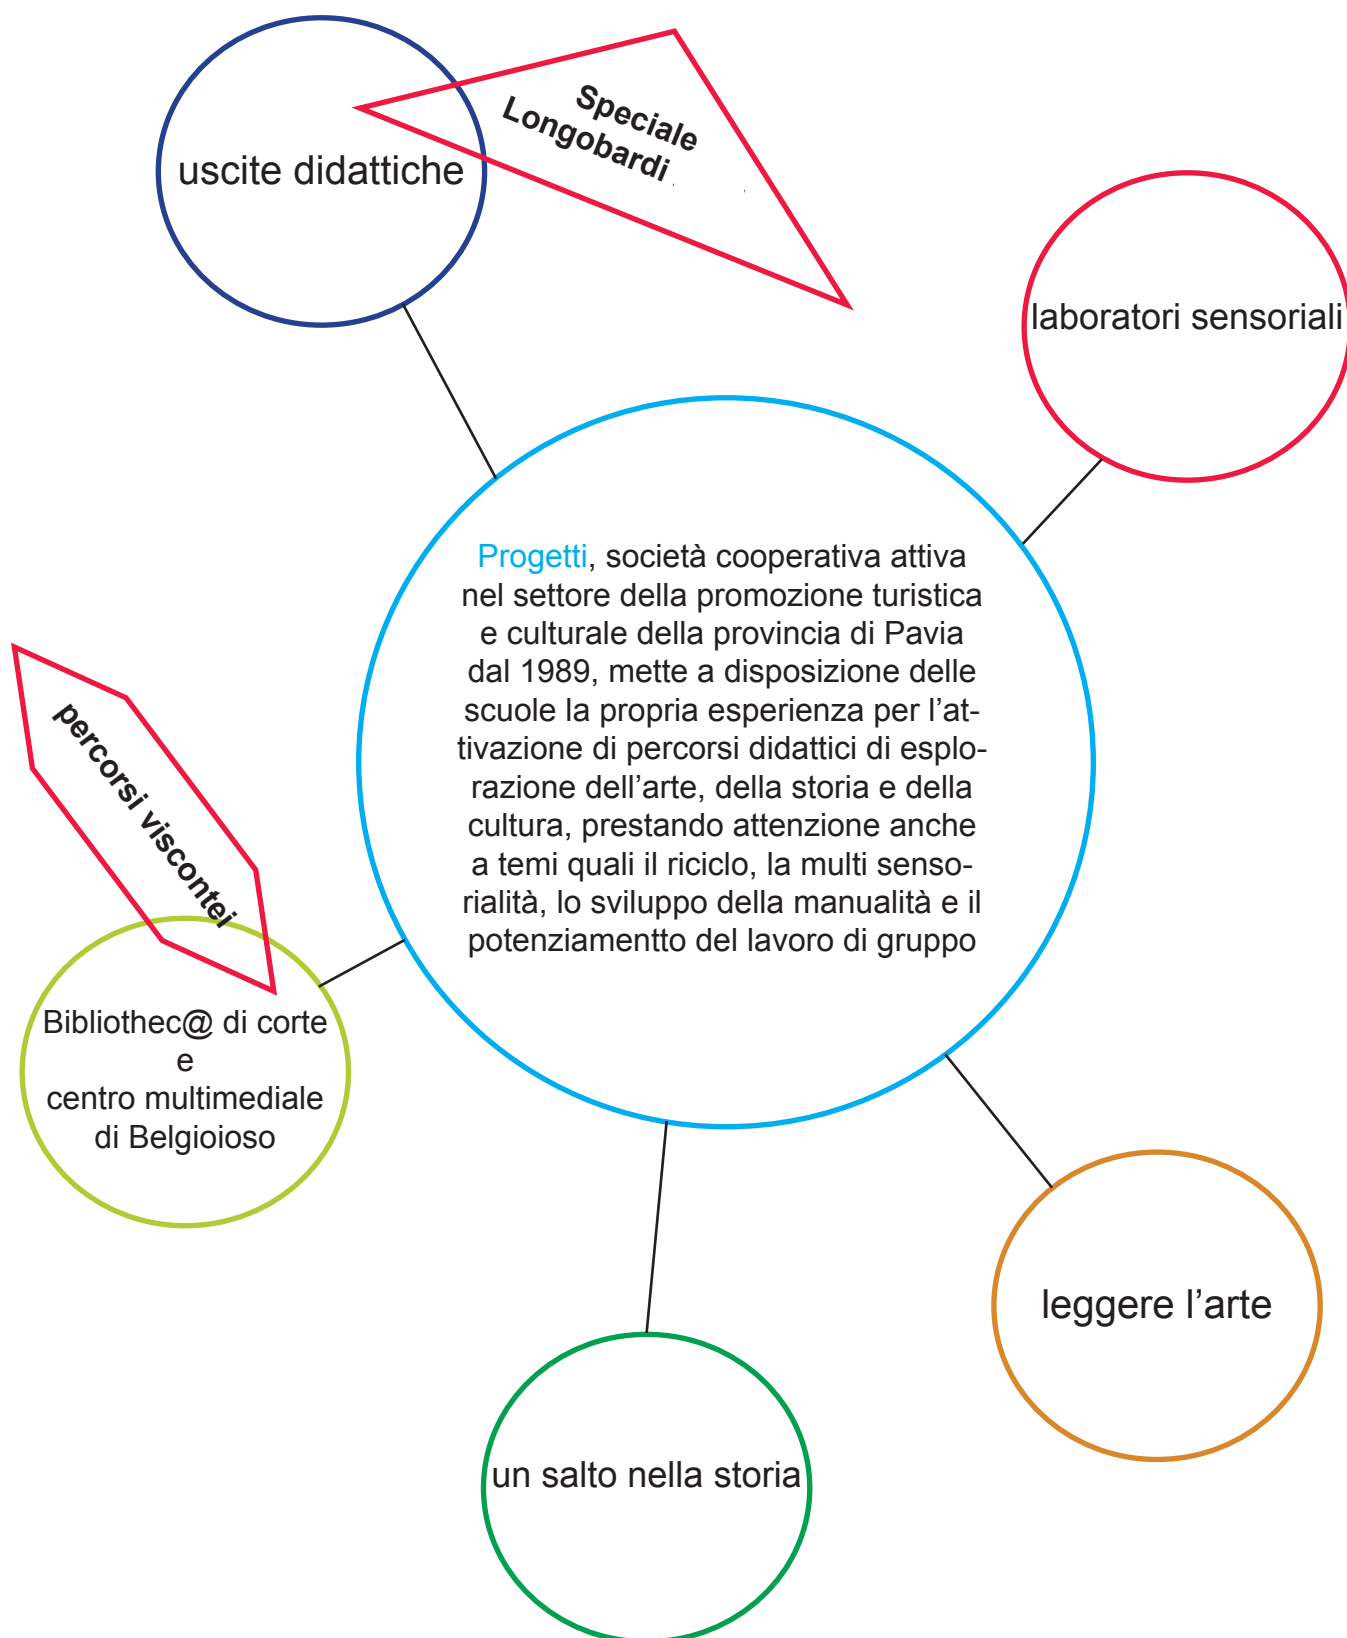 Speciale
Longobardi
uscite didattiche
laboratori sensoriali
Progetti, società cooperativa attiva
nel settore della promozione turistica
e culturale della provincia di Pavia
dal 1989, mette a disposizione delle
scuole la propria esperienza per l’at-
tivazione di percorsi didattici di esplo-
razione dell’arte, della storia e della
cultura, prestando attenzione anche
a temi quali il riciclo, la multi senso-
rialità, lo sviluppo della manualità e il
potenziamentto del lavoro di gruppo
percorsi viscontei
Bibliothec@ di corte
e
centro multimediale
di Belgioioso
leggere l’arte
un salto nella storia